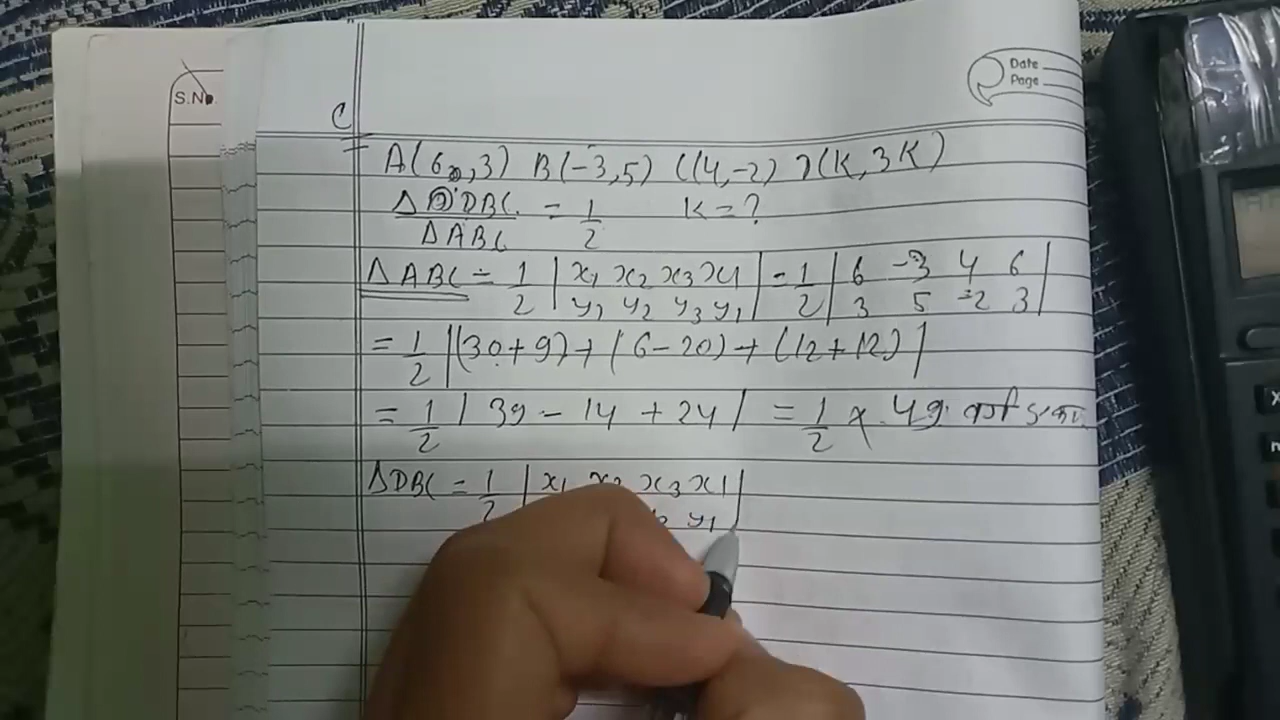 S.No.
Date
Page
C
A(6,3) B(-3,5) C(4,-2) D(K,3K)
ΔDBC / ΔABC = 1/2 K = ?
ΔABC = 1/2 | x1 x2 x3 x1 | = 1/2 | 6 -3 4 6 |
y1 y2 y3 y1 3 5 -2 3
= 1/2 |(30+9)+(6-20)+(12+12)|
= 1/2 | 39 - 14 + 24 | = 1/2 × 49 वर्ग
ΔDBC = 1/2 | x1 x2 x3 x1 |
y1